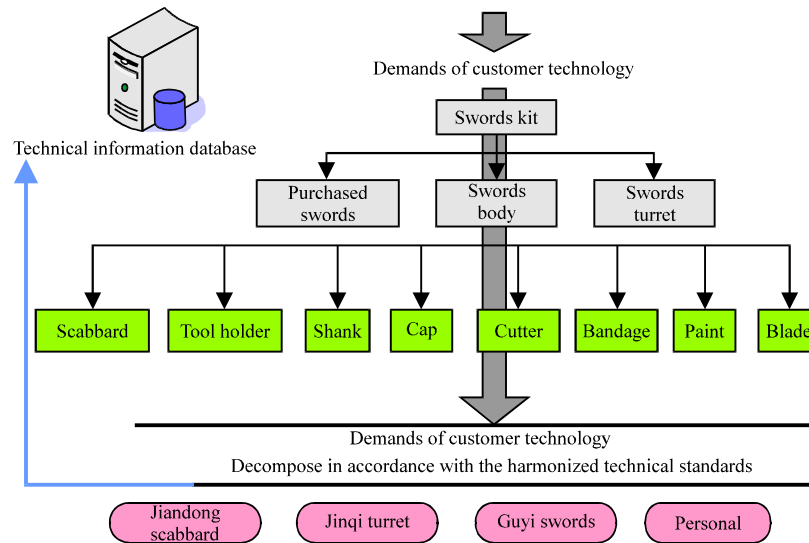 Demands of customer technology
Technical information database
Swords kit
Purchased
swords
Swords
body
Swords
turret
Scabbard
Tool holder
Shank
Cap
Cutter
Bandage
Paint
Blade
Demands of customer technology
Decompose in accordance with the harmonized technical standards
Jiandong
scabbard
Jinqi turret
Guyi swords
Personal